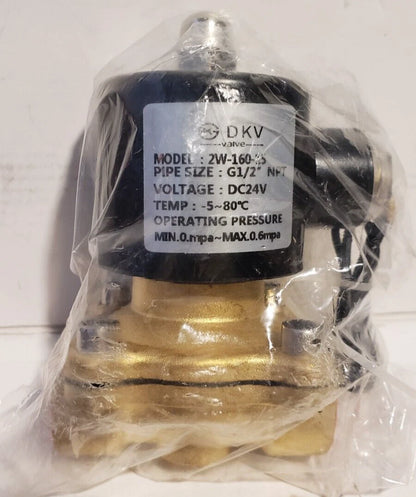 DKV
valve
MODEL : 2W-160-15
PIPE SIZE : G1/2" NPT
VOLTAGE : DC24V
TEMP : -5~80℃
OPERATING PRESSURE
MIN.0.mpa~MAX.0.6mpa